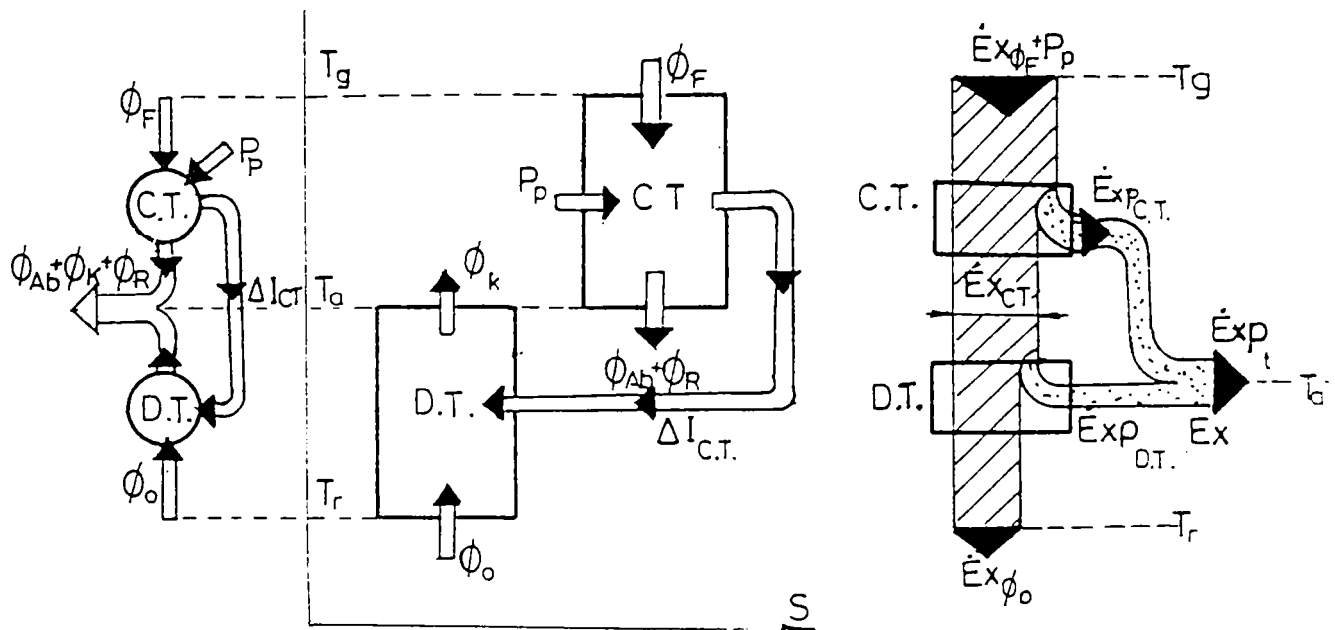 ϕF
Pp
C.T.
ϕAb+ϕK+ϕR
ΔICT
D.T.
ϕo
Tg
Ta
Tr
ϕF
Pp
C T
ϕk
ϕAb+ϕR
D.T.
ΔIC.T.
ϕo
S
ĖxϕF+Pp
Tg
C.T.
ĖxpC.T.
ĖxCT
Ėxpt
D.T.
Ta
ĖxpD.T.
Ex
Tr
Ėxϕo